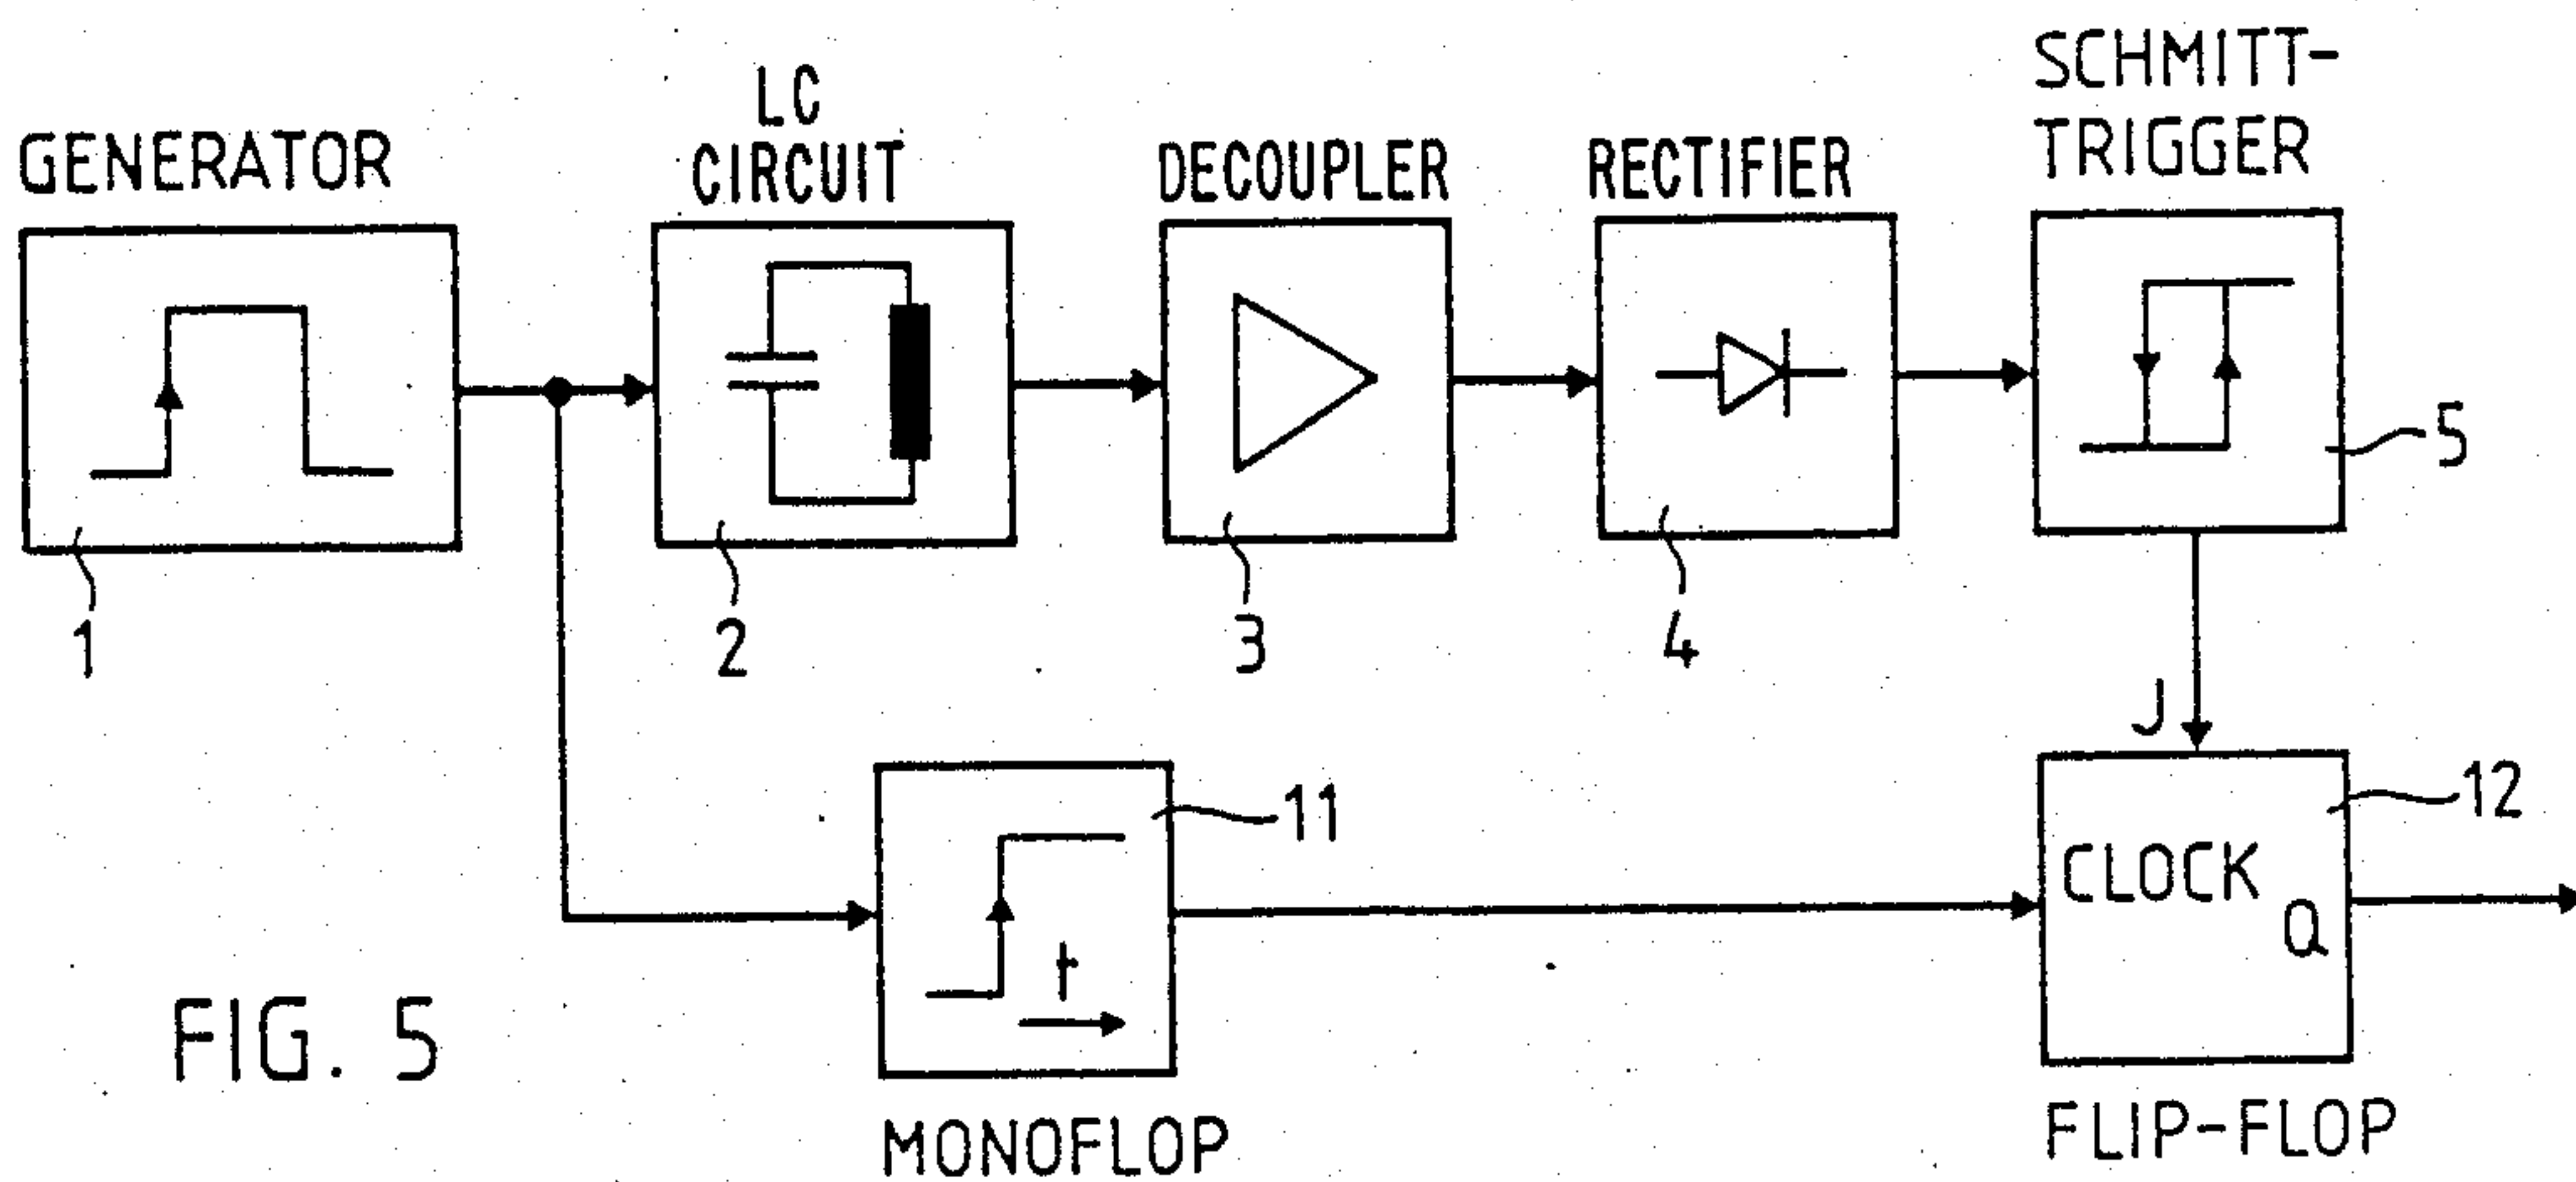 GENERATOR
LC
CIRCUIT
DECOUPLER
RECTIFIER
SCHMITT-
TRIGGER
1
2
3
4
5
J
11
t
CLOCK
Q
12
FIG. 5
MONOFLOP
FLIP-FLOP